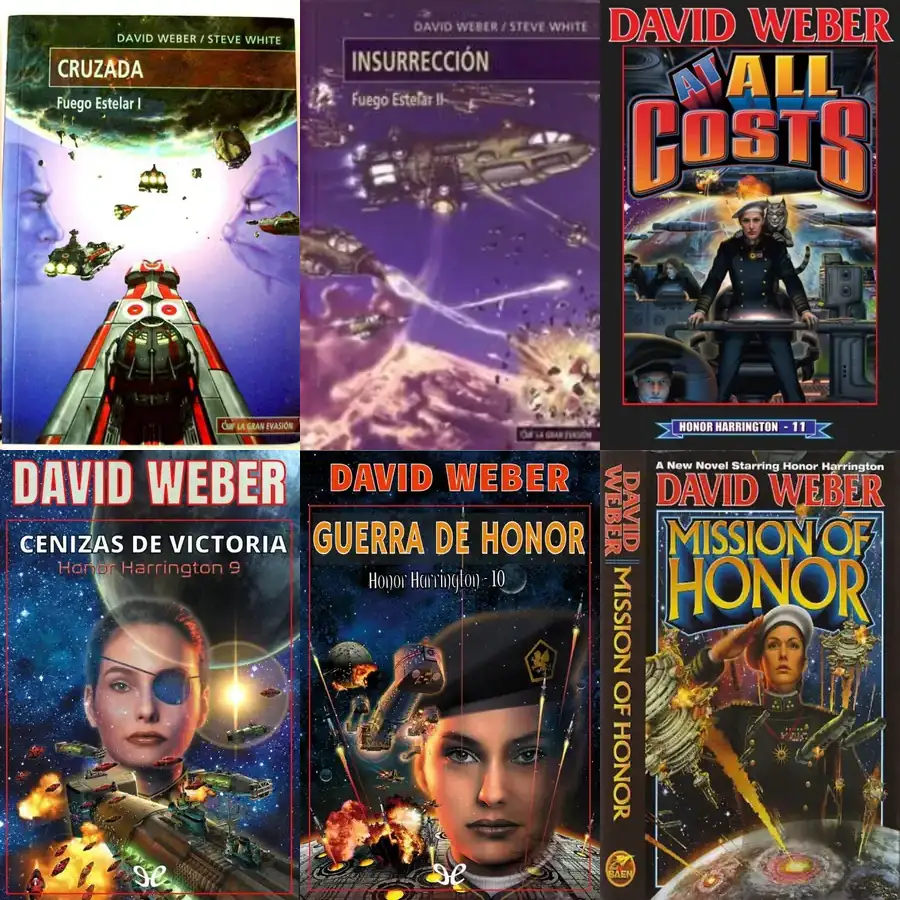 DAVID WEBER / STEVE WHITE
CRUZADA
Fuego Estelar I
LA GRAN EVASIÓN
DAVID WEBER / STEVE WHITE
INSURRECCIÓN
Fuego Estelar II
LA GRAN EVASIÓN
DAVID WEBER
AT ALL
COSTS
HONOR HARRINGTON - 11
DAVID WEBER
CENIZAS DE VICTORIA
Honor Harrington 9
DAVID WEBER
GUERRA DE HONOR
Honor Harrington - 10
DAVID
WEBER
MISSION OF HONOR
BAEN
A New Novel Starring Honor Harrington
DAVID WEBER
MISSION OF
HONOR